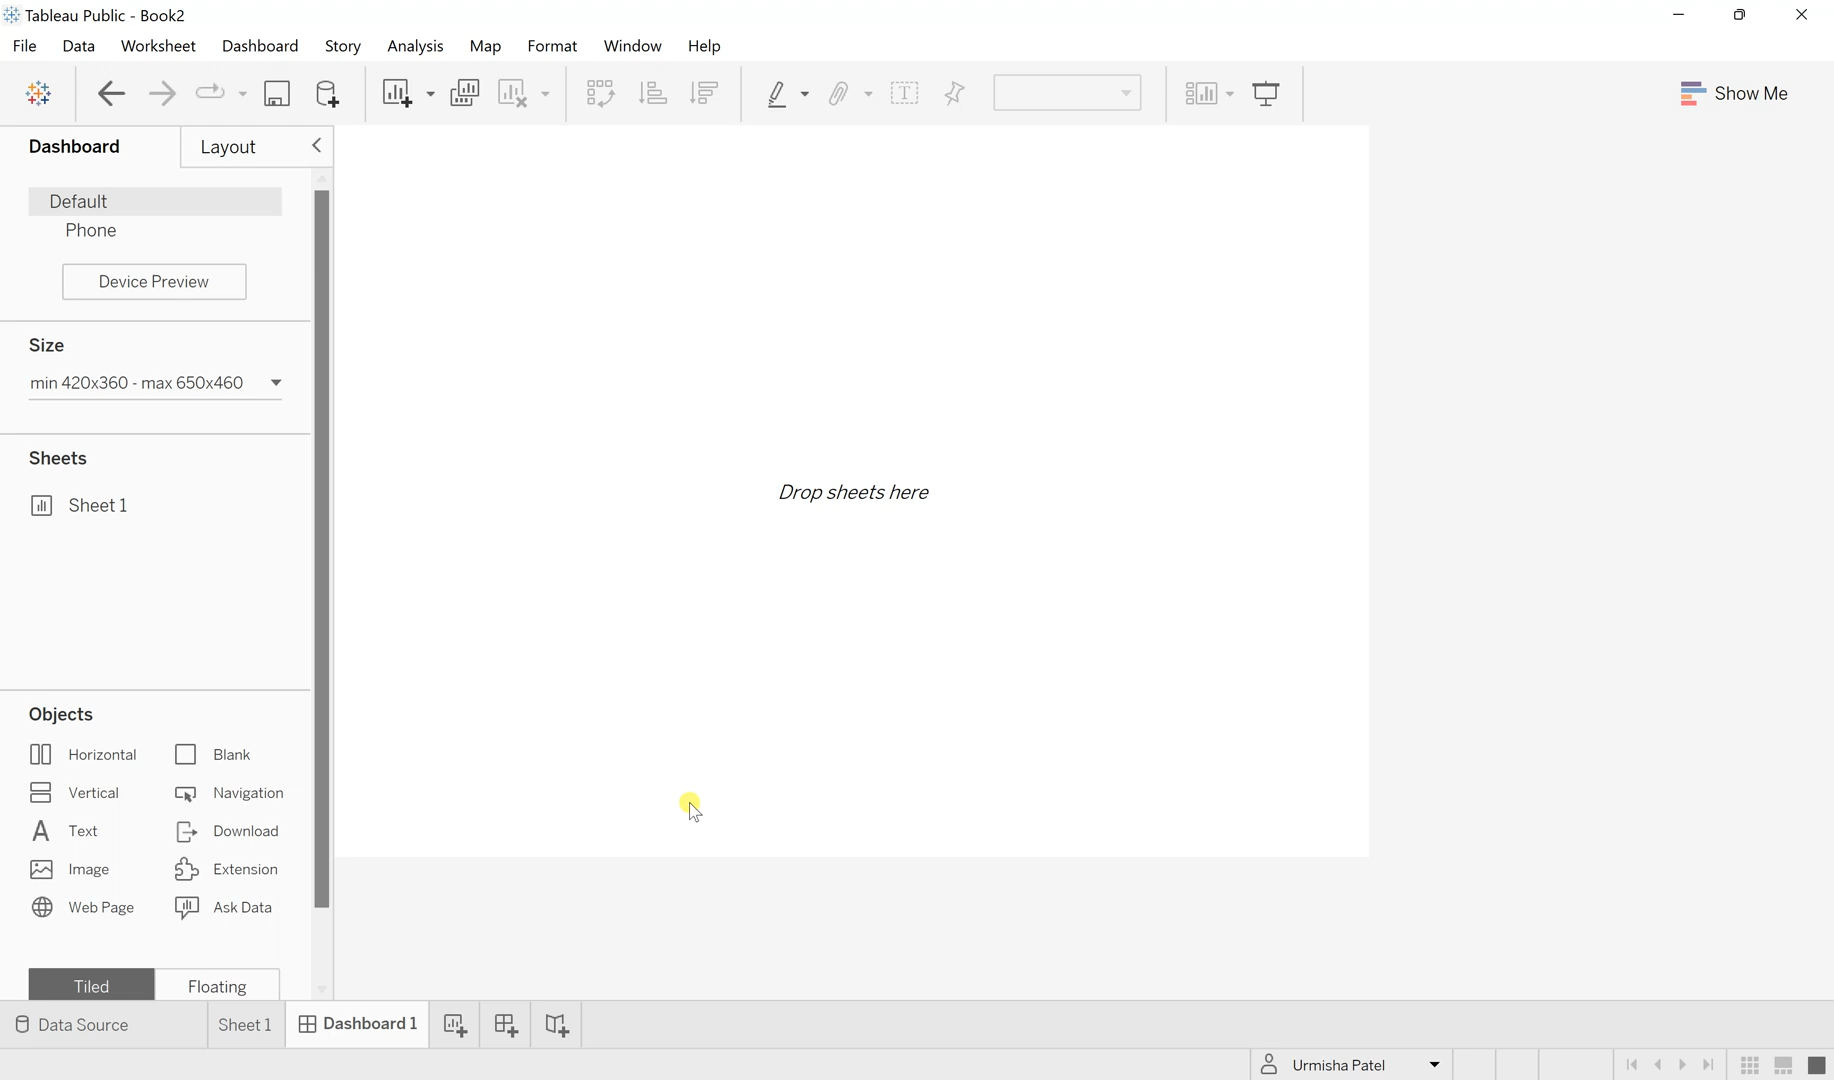 Tableau Public - Book2
File Data Worksheet Dashboard Story Analysis Map Format Window Help
Show Me
Dashboard Layout
Default
Phone
Device Preview
Size
min 420x360 - max 650x460
Sheets
Sheet 1
Drop sheets here
Objects
Horizontal Blank
Vertical Navigation
Text Download
Image Extension
Web Page Ask Data
Tiled Floating
Data Source Sheet 1 Dashboard 1
Urmisha Patel